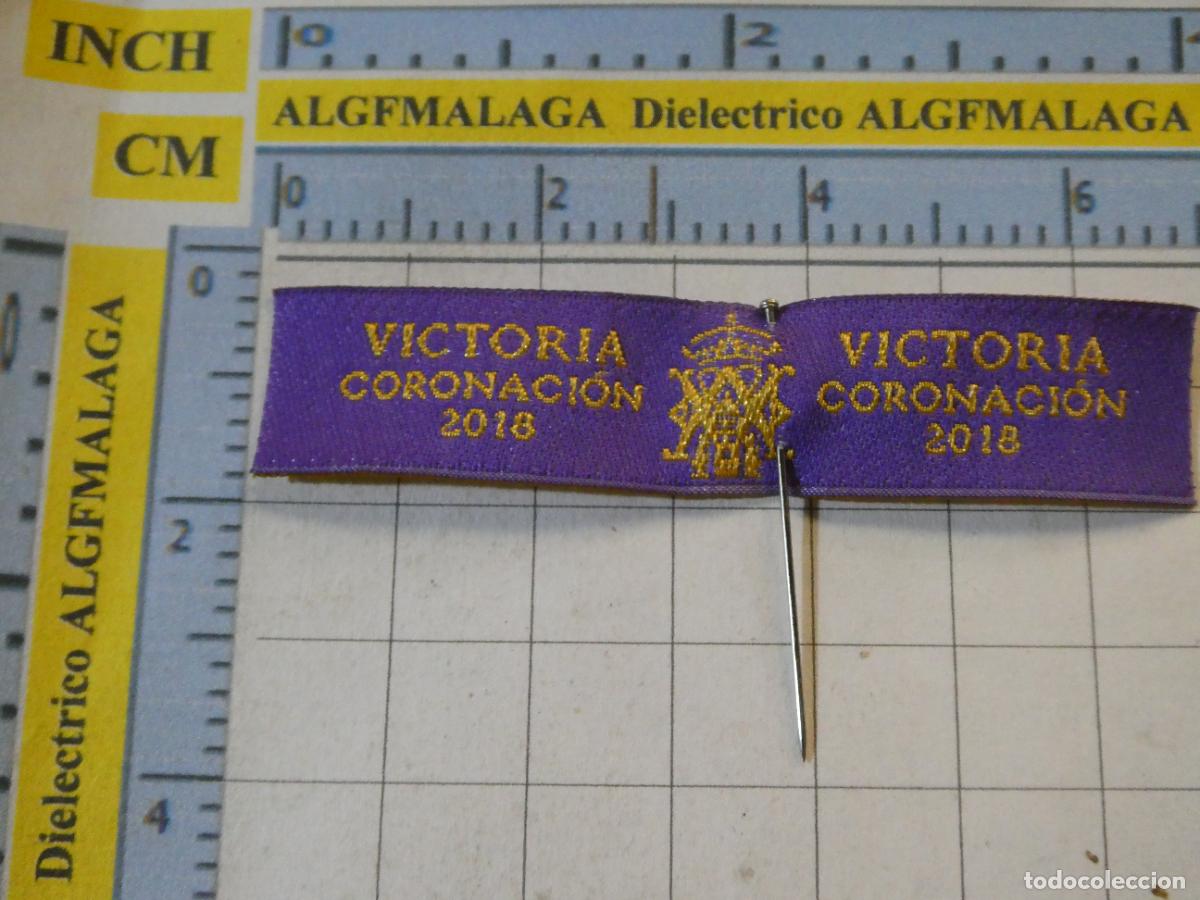 INCH
0 2 4
ALGFMALAGA Dielectrico ALGFMALAGA
CM
0 2 4 6
0
2
4
Dielectrico ALGFMALAGA
VICTORIA
CORONACIÓN
2018
VICTORIA
CORONACIÓN
2018
todocoleccion